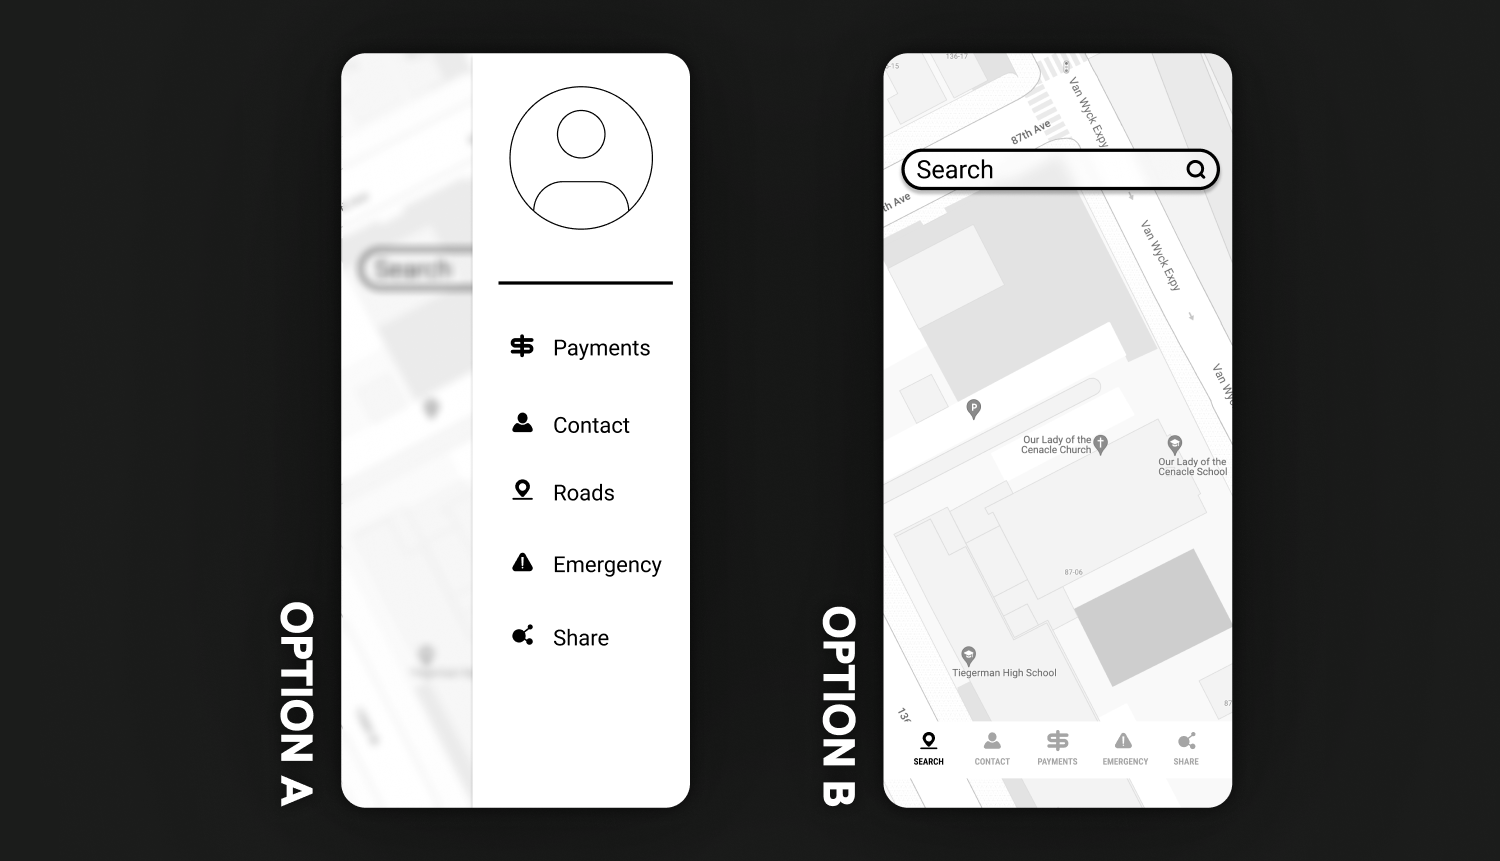 OPTION A
Search
Payments
Contact
Roads
Emergency
Share
OPTION B
-15
136-17
Van Wyck Expy
87th Ave
Search
th Ave
Van Wyck Expy
Van Wyc
P
Our Lady of the
Cenacle Church
Our Lady of the
Cenacle School
87-06
Tiegerman High School
87
SEARCH
CONTACT
PAYMENTS
EMERGENCY
SHARE